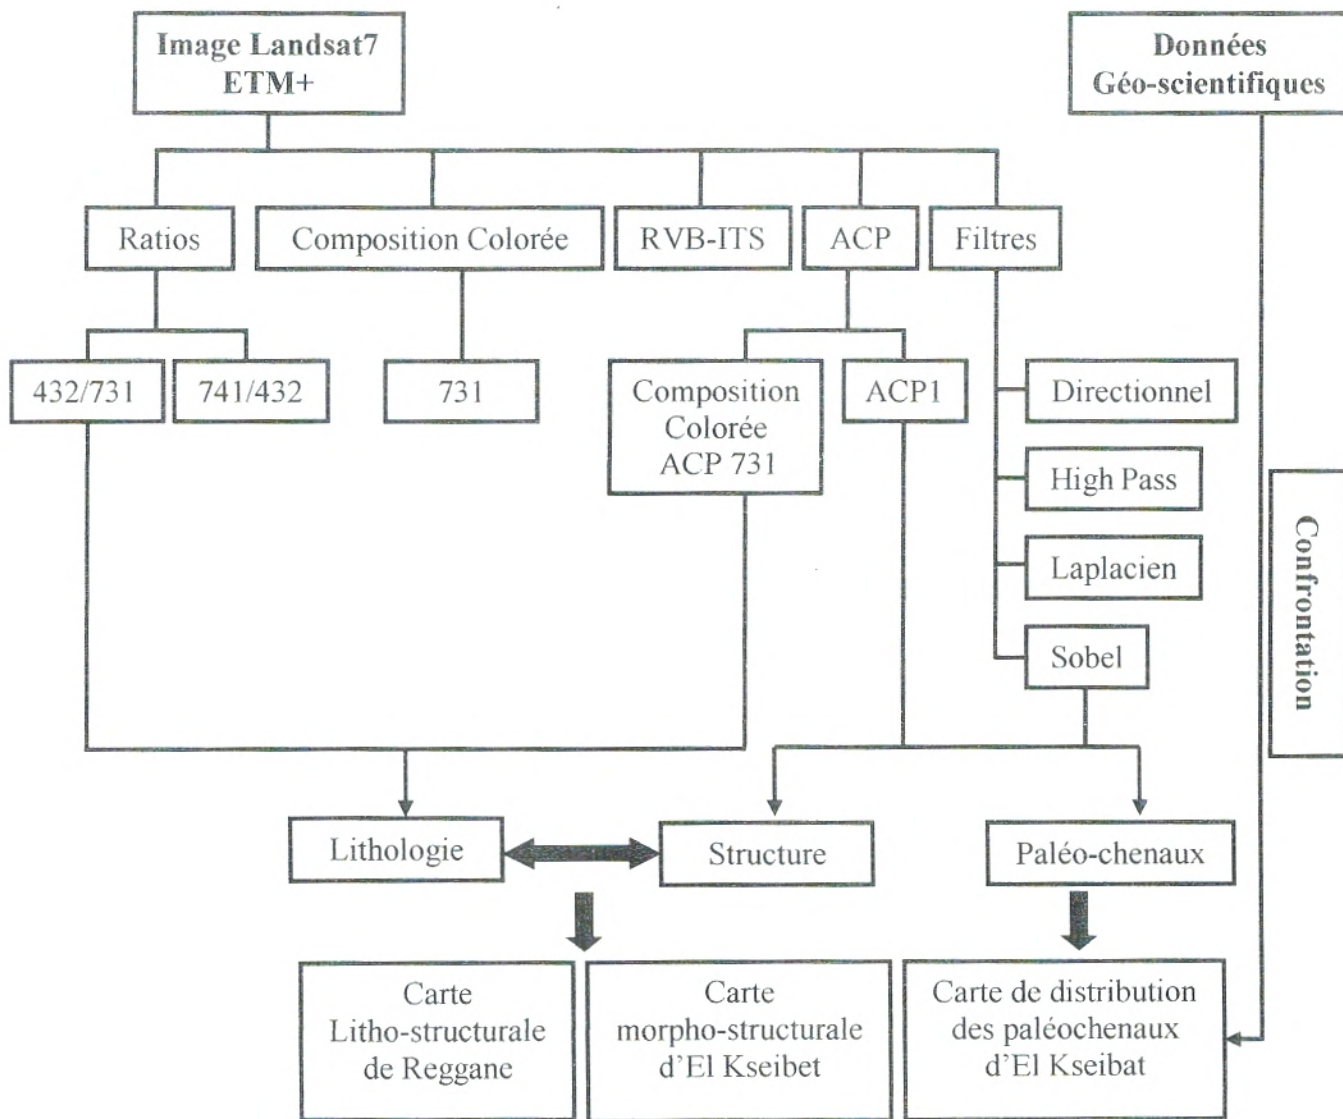 Image Landsat7
ETM+
Données
Géo-scientifiques
Ratios
Composition Colorée
RVB-ITS
ACP
Filtres
432/731
741/432
731
Composition
Colorée
ACP 731
ACP1
Directionnel
High Pass
Laplacien
Sobel
Confrontation
Lithologie
Structure
Paléo-chenaux
Carte
Litho-structurale
de Reggane
Carte
morpho-structurale
d'El Kseibet
Carte de distribution
des paléochenaux
d'El Kseibat